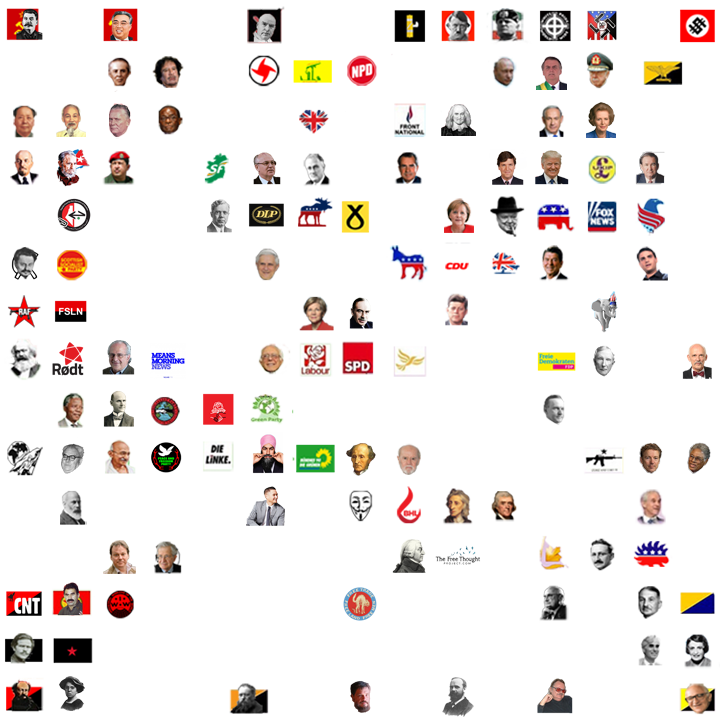 NPD
FRONT
NATIONAL
SF
DLP
FOX
NEWS
SCOTTISH
SOCIALIST
PARTY
CDU
RAF
FSLN
Rødt
MEANS
MORNING
NEWS
Labour
SPD
Freie
Demokraten
FDP
Green Party
DIE
LINKE.
BÜNDNIS 90
DIE GRÜNEN
BHL
The Free Thought
PROJECT.COM
CNT